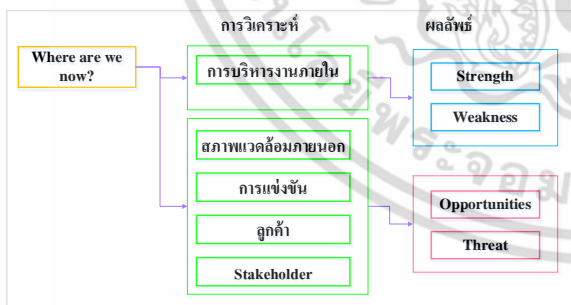 การวิเคราะห์
ผลลัพธ์
Where are we
now?
การบริหารงานภายใน
Strength
Weakness
สภาพแวดล้อมภายนอก
การแข่งขัน
ลูกค้า
Stakeholder
Opportunities
Threat